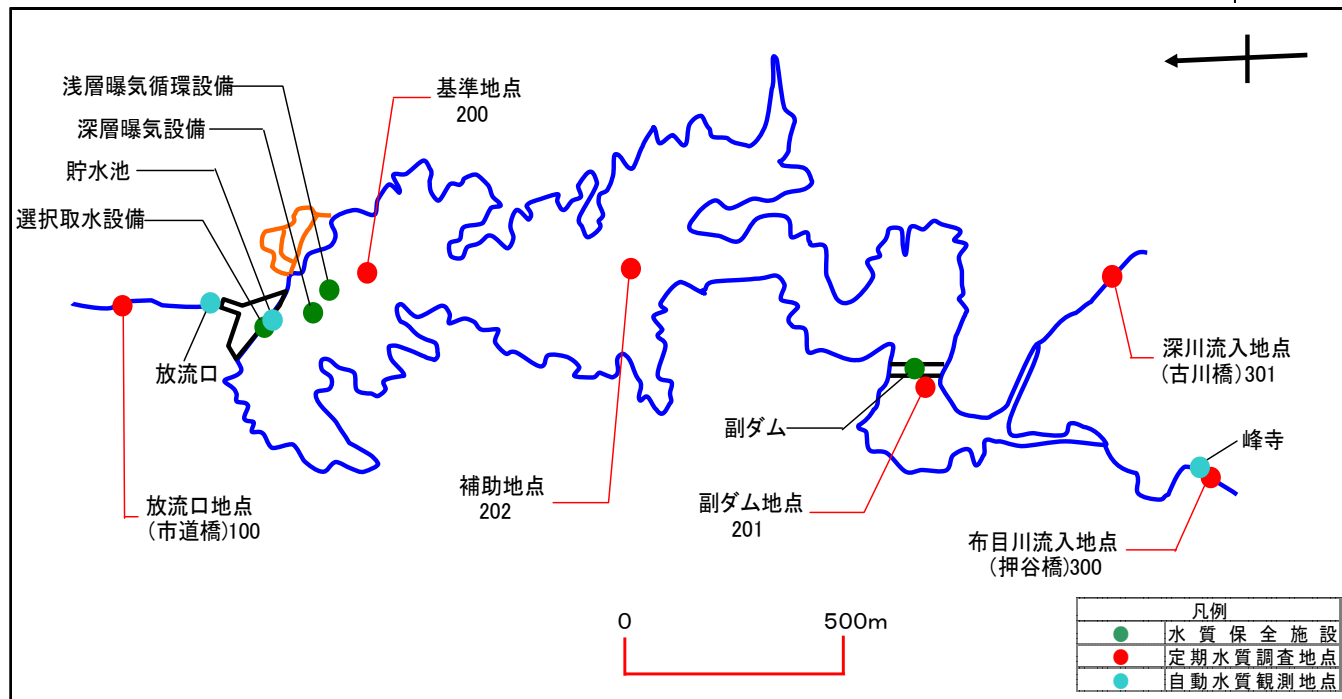 浅層曝気循環設備
深層曝気設備
貯水池
選択取水設備
基準地点
200
放流口
放流口地点
(市道橋)100
補助地点
202
副ダム
副ダム地点
201
深川流入地点
(古川橋)301
峰寺
布目川流入地点
(押谷橋)300
0 500m
凡例
水質保全施設
定期水質調査地点
自動水質観測地点